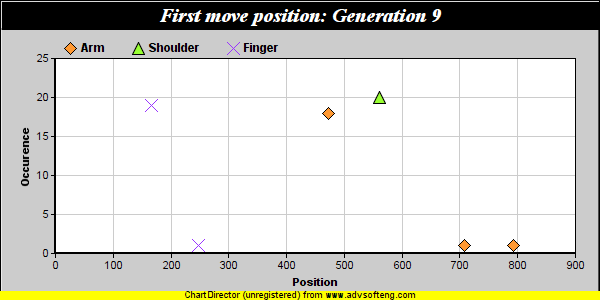 First move position: Generation 9
Arm Shoulder Finger
25
20
15
10
5
0
Occurence
0 100 200 300 400 500 600 700 800 900
Position
ChartDirector (unregistered) from www.advsofteng.com